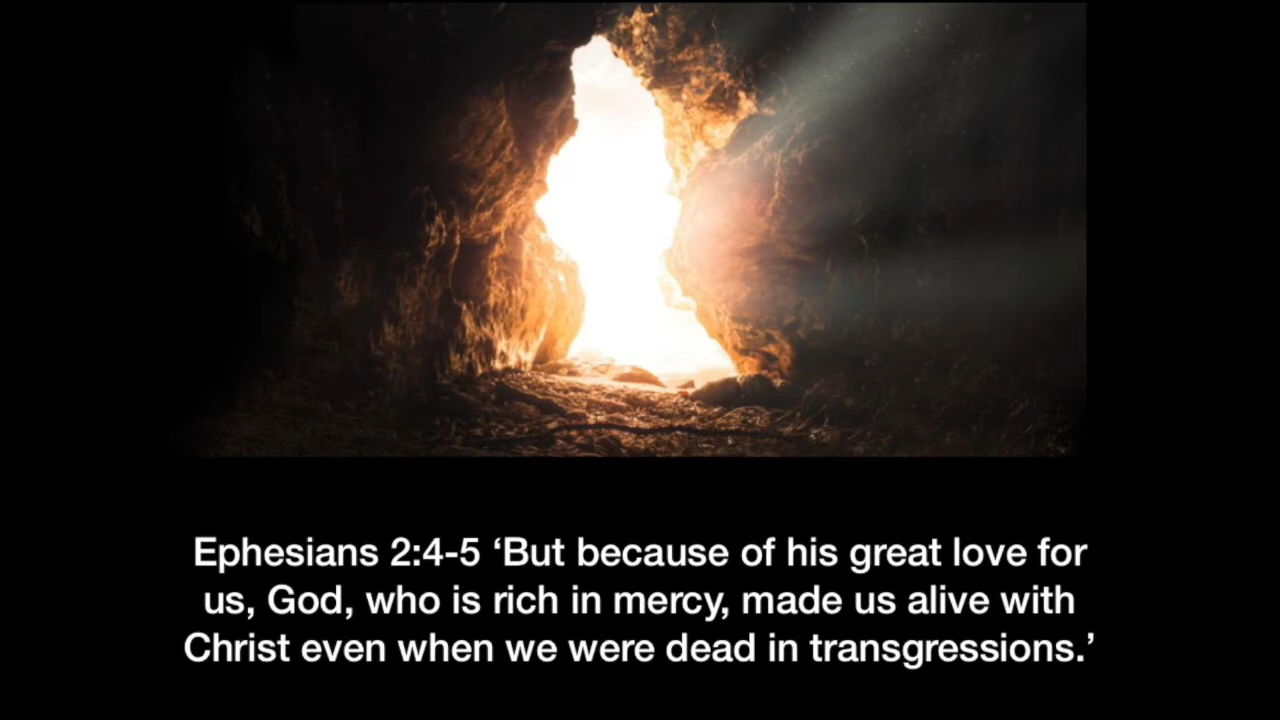 Ephesians 2:4-5 ‘But because of his great love for
us, God, who is rich in mercy, made us alive with
Christ even when we were dead in transgressions.’